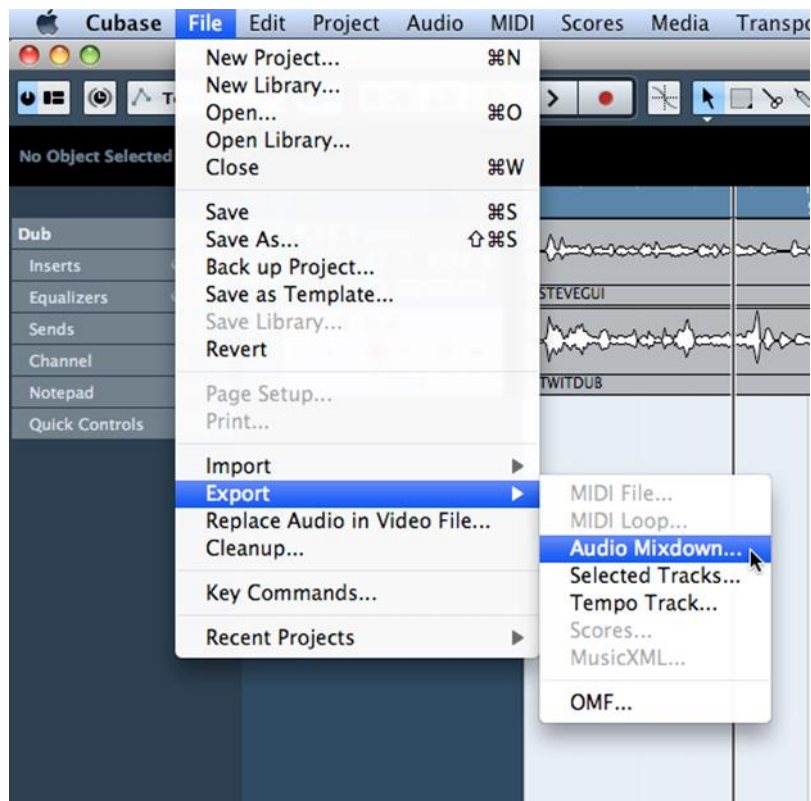 Cubase File Edit Project Audio MIDI Scores Media Transpo
New Project... ⌘N
New Library...
Open... ⌘O
Open Library...
Close ⌘W
Save ⌘S
Save As... ⇧⌘S
Back up Project...
Save as Template...
Save Library...
Revert
Page Setup...
Print...
Import
Export
Replace Audio in Video File...
Cleanup...
Key Commands...
Recent Projects
MIDI File...
MIDI Loop...
Audio Mixdown...
Selected Tracks...
Tempo Track...
Scores...
MusicXML...
OMF...
No Object Selected
Dub
Inserts
Equalizers
Sends
Channel
Notepad
Quick Controls
STEVEGUI
TWITDUB